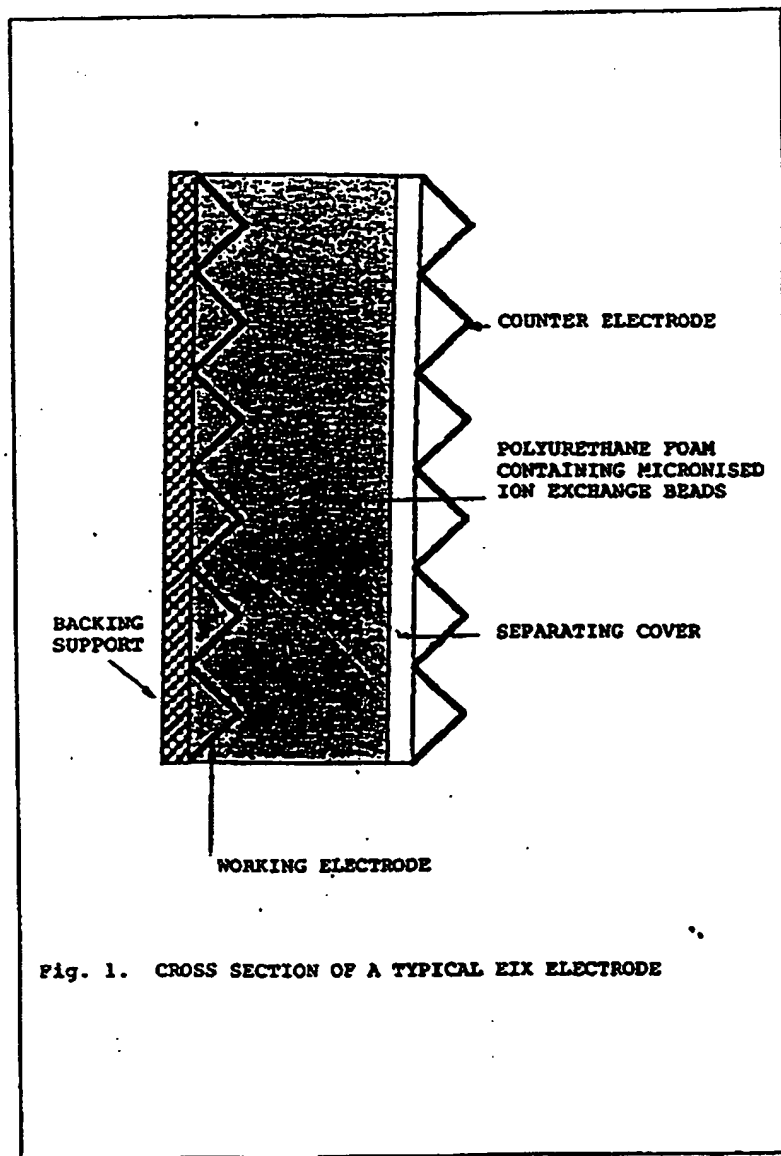 COUNTER ELECTRODE
POLYURETHANE FOAM
CONTAINING MICRONISED
ION EXCHANGE BEADS
BACKING
SUPPORT
SEPARATING COVER
WORKING ELECTRODE
Fig. 1. CROSS SECTION OF A TYPICAL EIX ELECTRODE